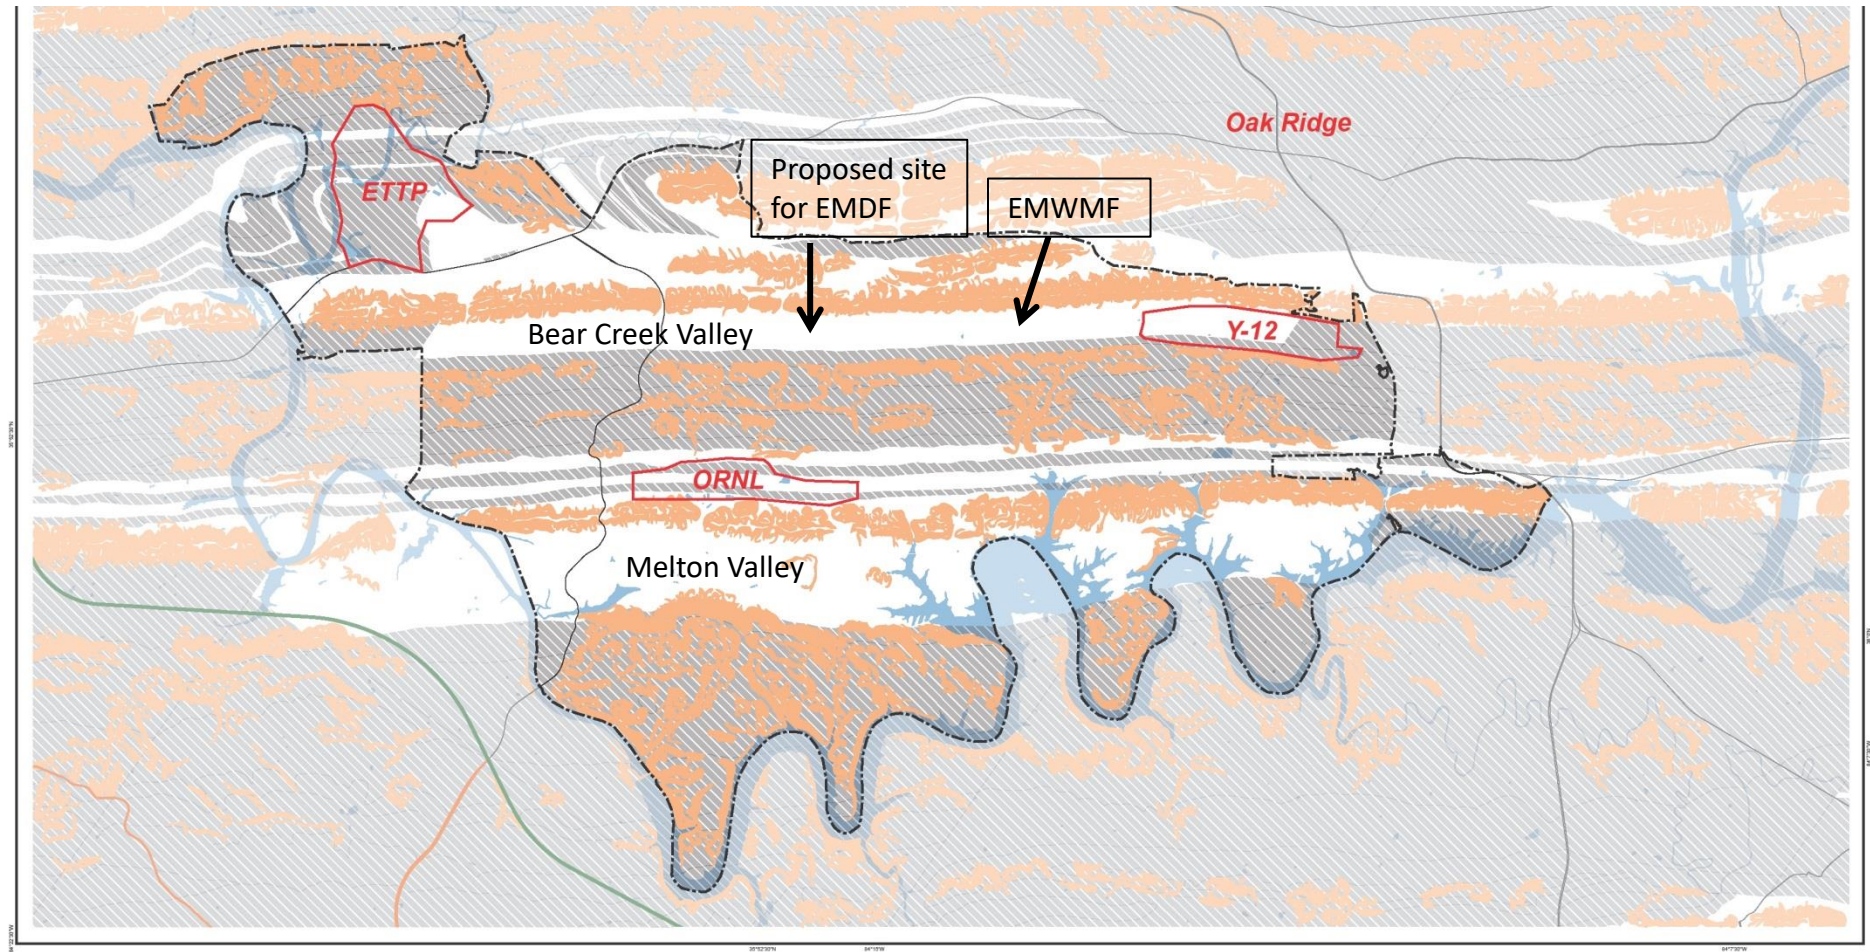 Oak Ridge
Proposed site
for EMDF
EMWMF
ETTP
Bear Creek Valley
Y-12
ORNL
Melton Valley